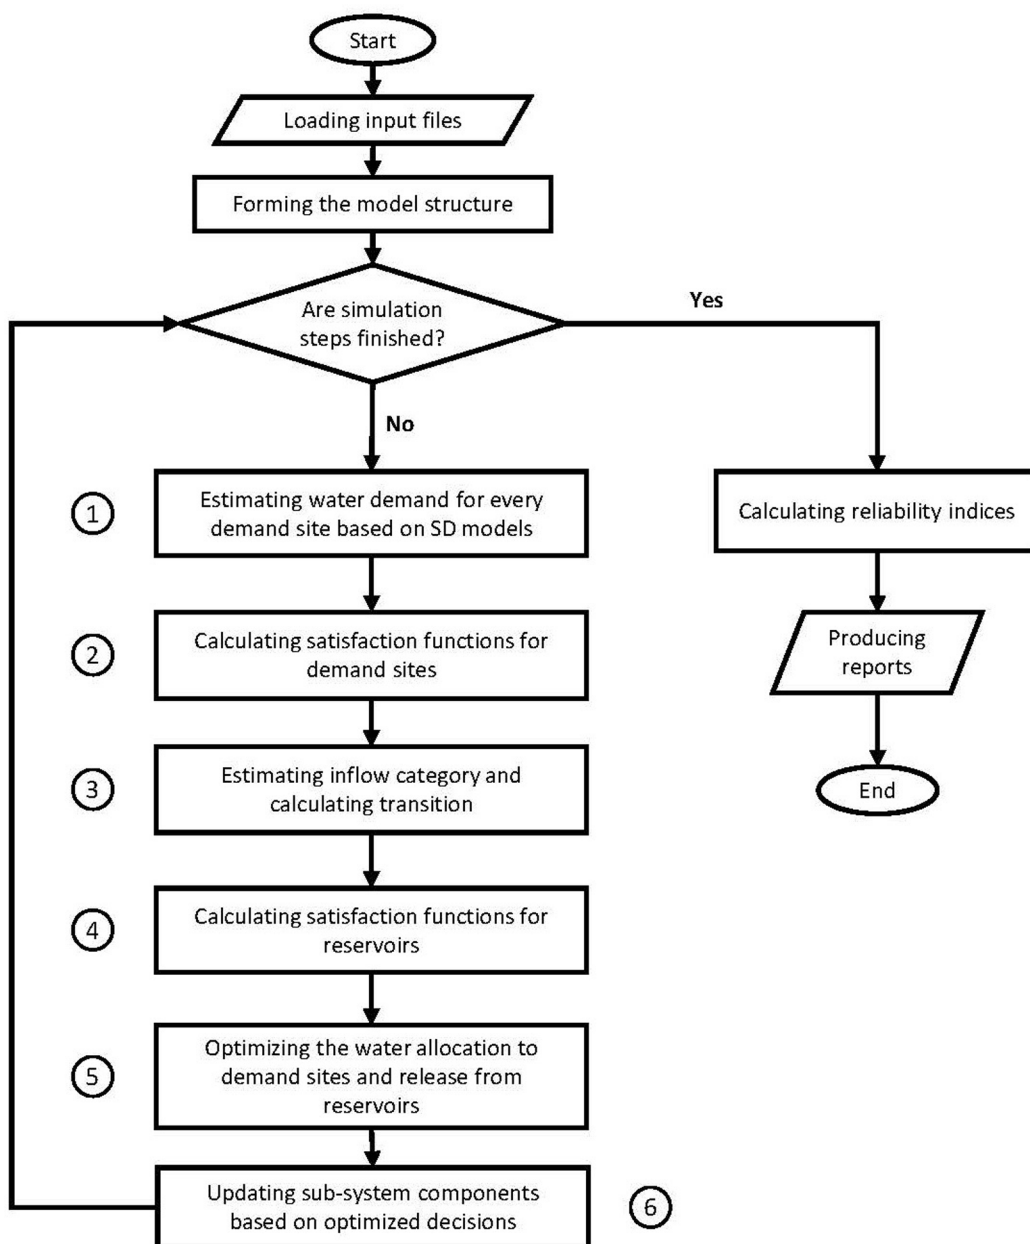 Start
Loading input files
Forming the model structure
Are simulation
steps finished?
Yes
No
1
Estimating water demand for every
demand site based on SD models
Calculating reliability indices
2
Calculating satisfaction functions for
demand sites
Producing
reports
3
Estimating inflow category and
calculating transition
End
4
Calculating satisfaction functions for
reservoirs
5
Optimizing the water allocation to
demand sites and release from
reservoirs
Updating sub-system components
based on optimized decisions
6